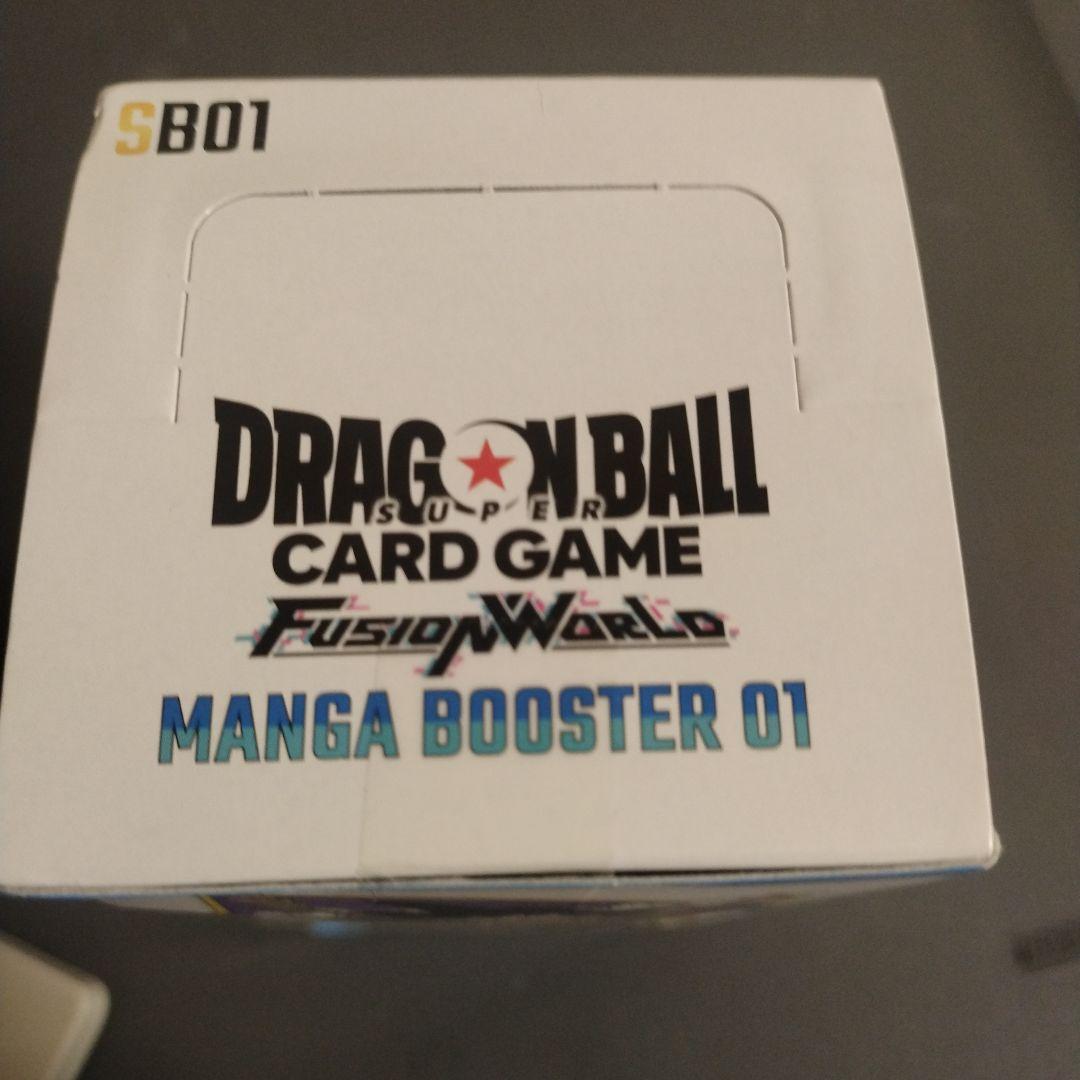 SB01
DRAGON BALL
SUPER
CARD GAME
FUSION WORLD
MANGA BOOSTER 01